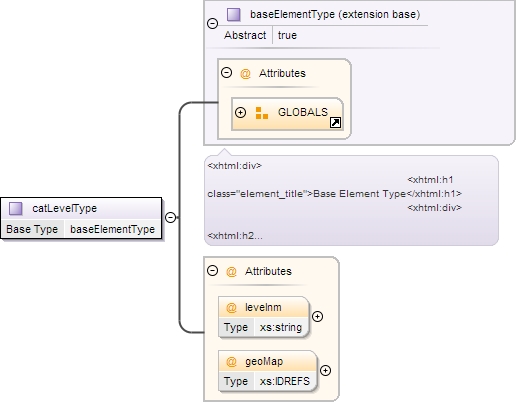 baseElementType (extension base)
Abstract true
@ Attributes
GLOBALS
<xhtml:div>
<xhtml:h1
class="element_title">Base Element Type</xhtml:h1>
<xhtml:div>
<xhtml:h2...
catLevelType
Base Type baseElementType
@ Attributes
@ levelnm
Type xs:string
@ geoMap
Type xs:IDREFS